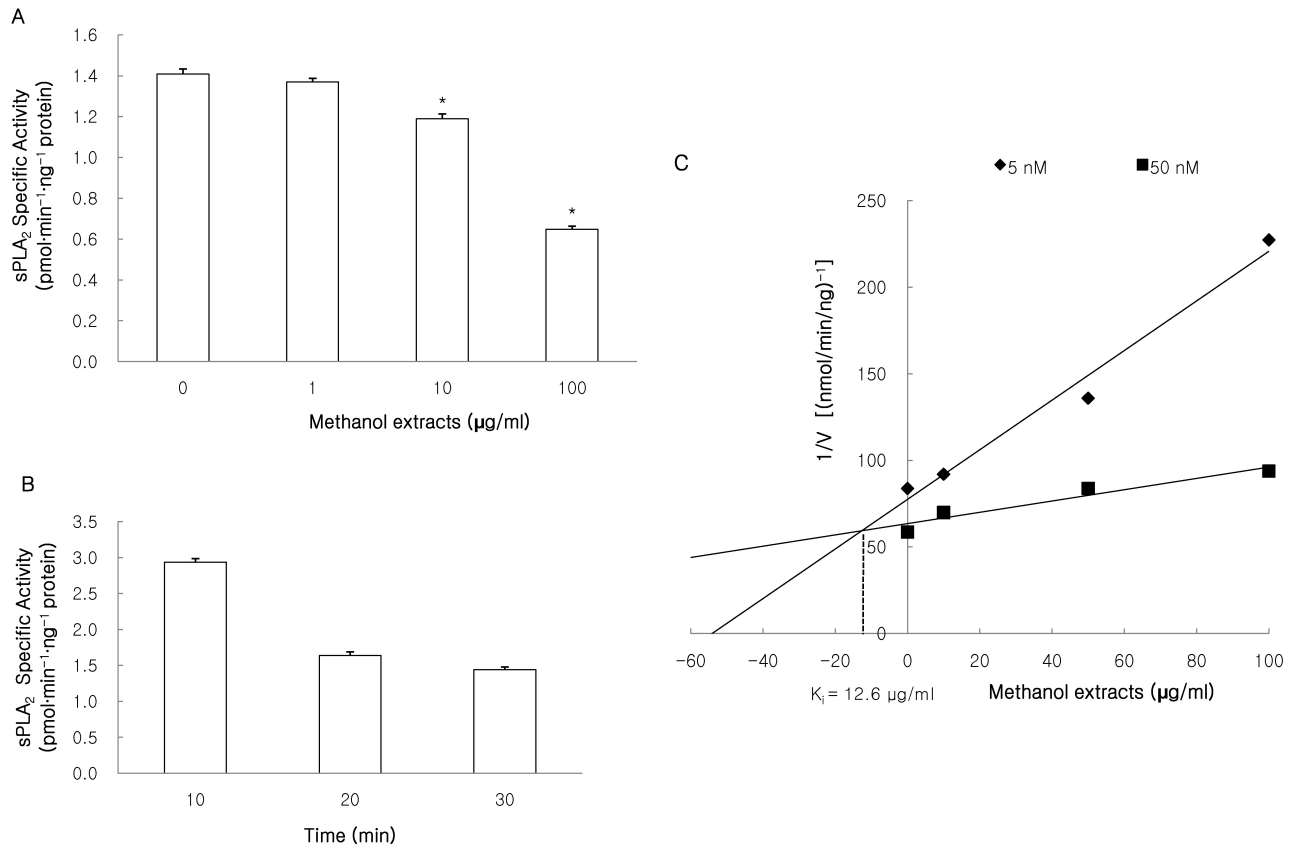 A
1.6
1.4
1.2
1.0
0.8
0.6
0.4
0.2
0.0
sPLA₂ Specific Activity
(pmol·min⁻¹·ng⁻¹ protein)
*
*
0 1 10 100
Methanol extracts (µg/ml)
B
3.5
3.0
2.5
2.0
1.5
1.0
0.5
0.0
sPLA₂ Specific Activity
(pmol·min⁻¹·ng⁻¹ protein)
10 20 30
Time (min)
C
5 nM 50 nM
250
200
150
100
50
0
1/V [(nmol/min/ng)⁻¹]
-60 -40 -20 0 20 40 60 80 100
Kᵢ = 12.6 µg/ml
Methanol extracts (µg/ml)